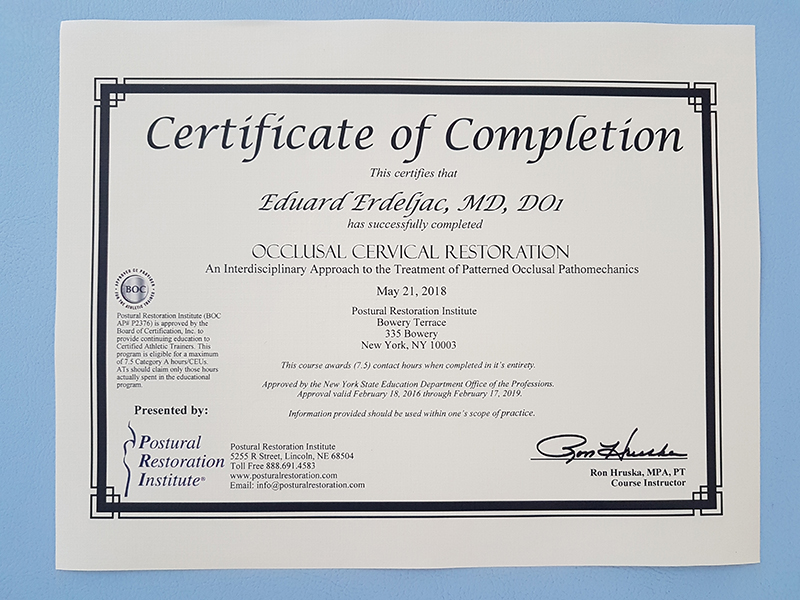 Certificate of Completion
This certifies that
Eduard Erdeljac, MD, DO1
has successfully completed
OCCLUSAL CERVICAL RESTORATION
An Interdisciplinary Approach to the Treatment of Patterned Occlusal Pathomechanics
May 21, 2018
Postural Restoration Institute
Bowery Terrace
335 Bowery
New York, NY 10003
This course awards (7.5) contact hours when completed in it's entirety.
Approved by the New York State Education Department Office of the Professions.
Approval valid February 18, 2016 through February 17, 2019.
Information provided should be used within one's scope of practice.
BOC
Postural Restoration Institute (BOC
AP# P2376) is approved by the
Board of Certification, Inc. to
provide continuing education to
Certified Athletic Trainers. This
program is eligible for a maximum
of 7.5 Category A hours/CEUs.
ATs should claim only those hours
actually spent in the educational
program.
Presented by:
Postural
Restoration
Institute®
Postural Restoration Institute
5255 R Street, Lincoln, NE 68504
Toll Free 888.691.4583
www.posturalrestoration.com
Email: info@posturalrestoration.com
Ron Hruska
Ron Hruska, MPA, PT
Course Instructor